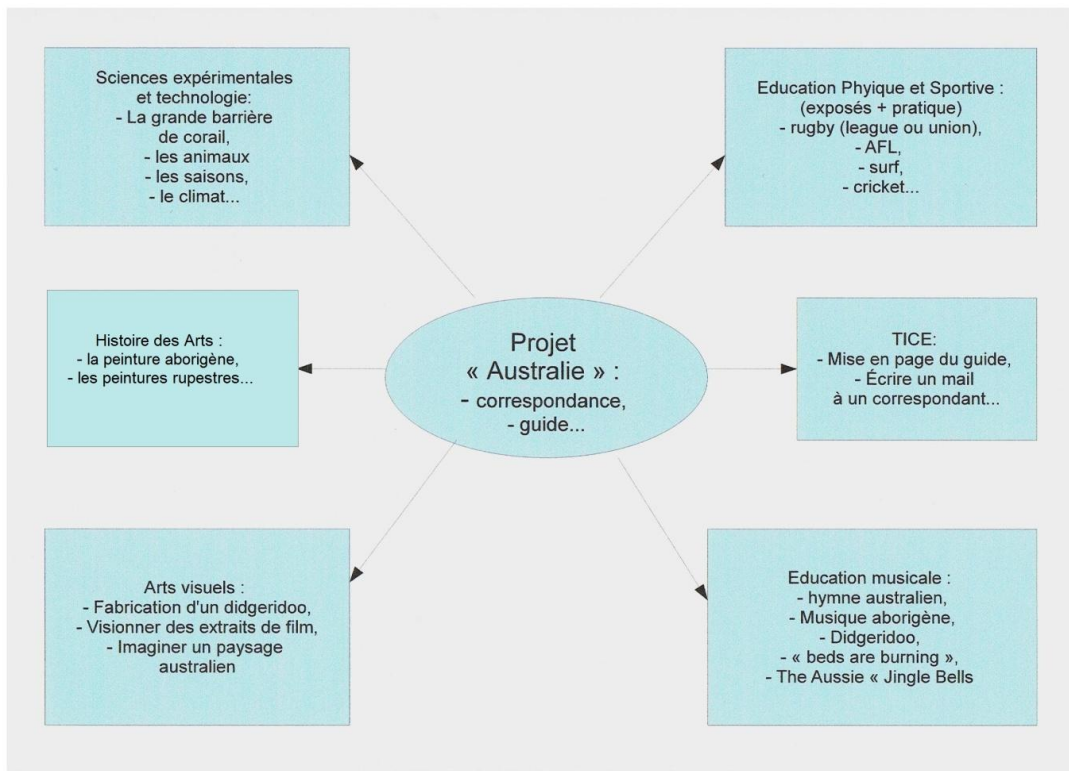 Sciences expérimentales
et technologie:
- La grande barrière
de corail,
- les animaux
- les saisons,
- le climat...
Education Phyique et Sportive :
(exposés + pratique)
- rugby (league ou union),
- AFL,
- surf,
- cricket...
Histoire des Arts :
- la peinture aborigène,
- les peintures rupestres...
Projet
« Australie » :
- correspondance,
- guide...
TICE:
- Mise en page du guide,
- Écrire un mail
à un correspondant...
Arts visuels :
- Fabrication d'un didgeridoo,
- Visionner des extraits de film,
- Imaginer un paysage
australien
Education musicale :
- hymne australien,
- Musique aborigène,
- Didgeridoo,
- « beds are burning »,
- The Aussie « Jingle Bells